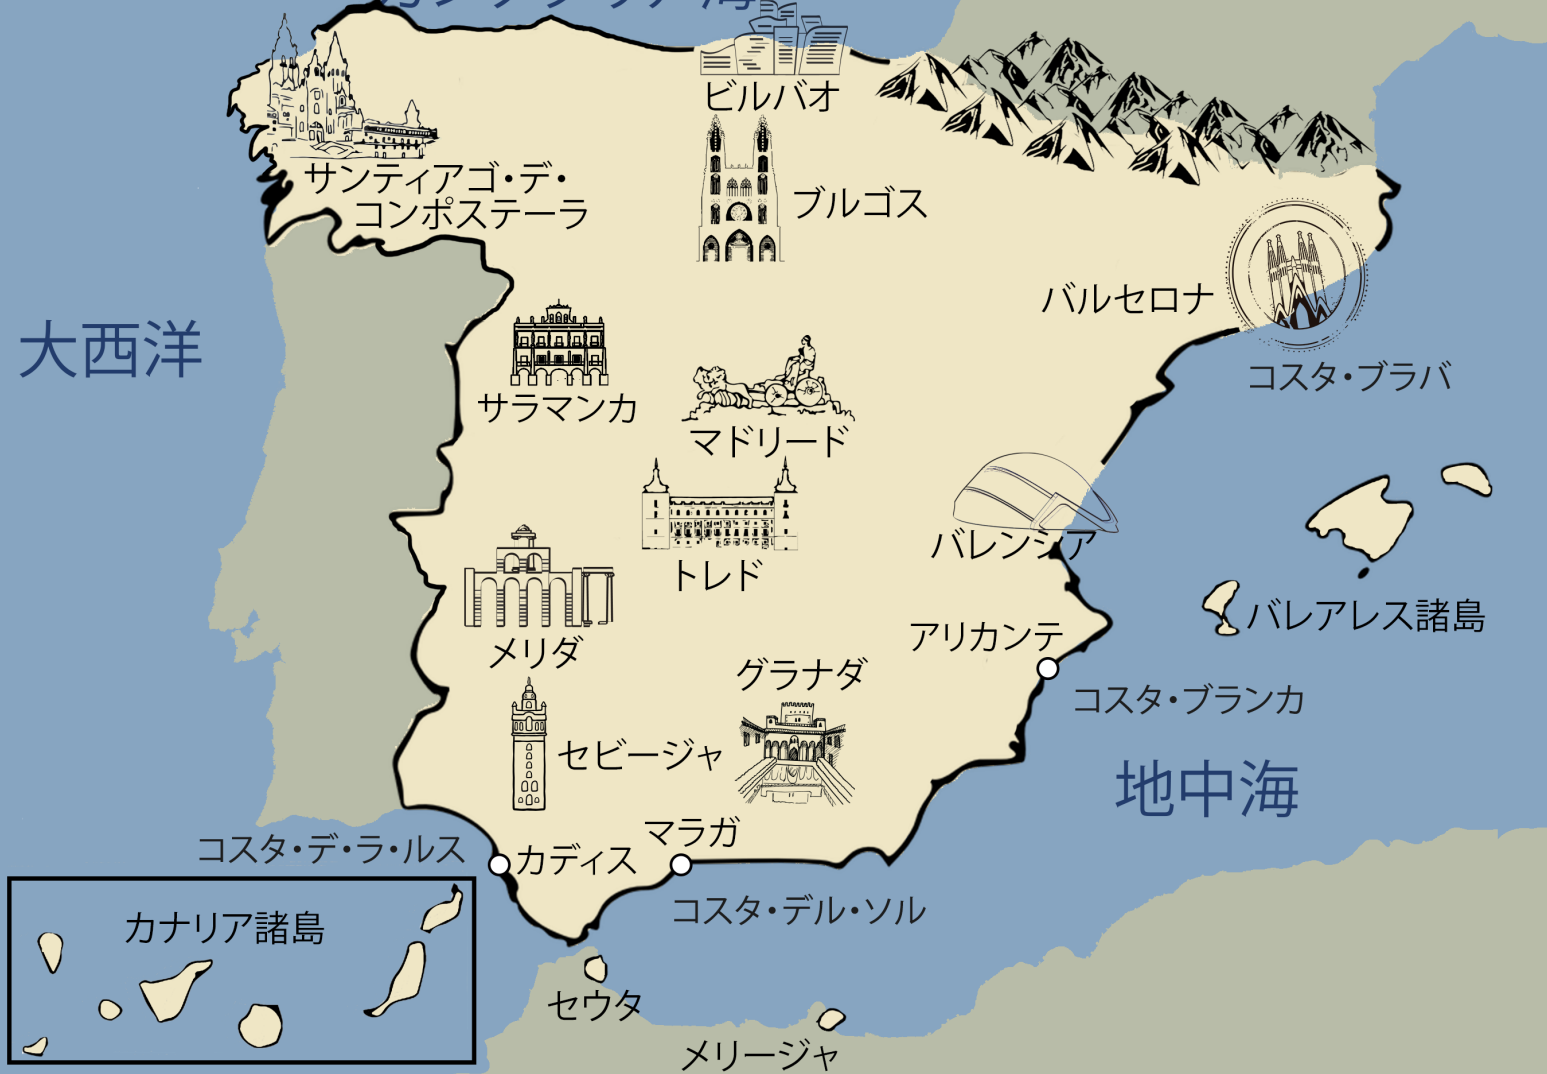 ビルバオ
サンティアゴ・デ・
コンポステーラ
ブルゴス
バルセロナ
大西洋
コスタ・ブラバ
サラマンカ
マドリード
バレンシア
トレド
バレアレス諸島
アリカンテ
メリダ
グラナダ
コスタ・ブランカ
セビージャ
地中海
マラガ
コスタ・デ・ラ・ルス
カディス
コスタ・デル・ソル
カナリア諸島
セウタ
メリージャ